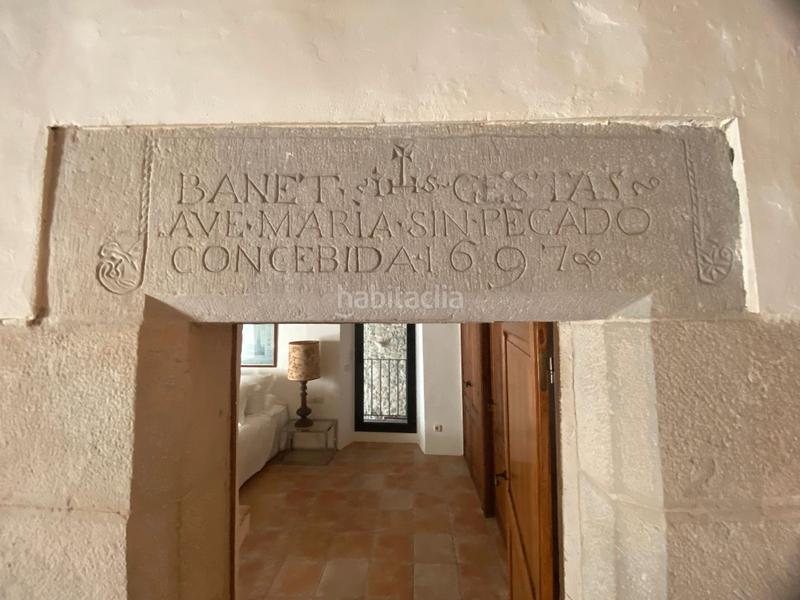 BANET · IHS · GESTAS
AVE · MARIA · SIN · PECADO
CONCEBIDA · 1697
habitaclia